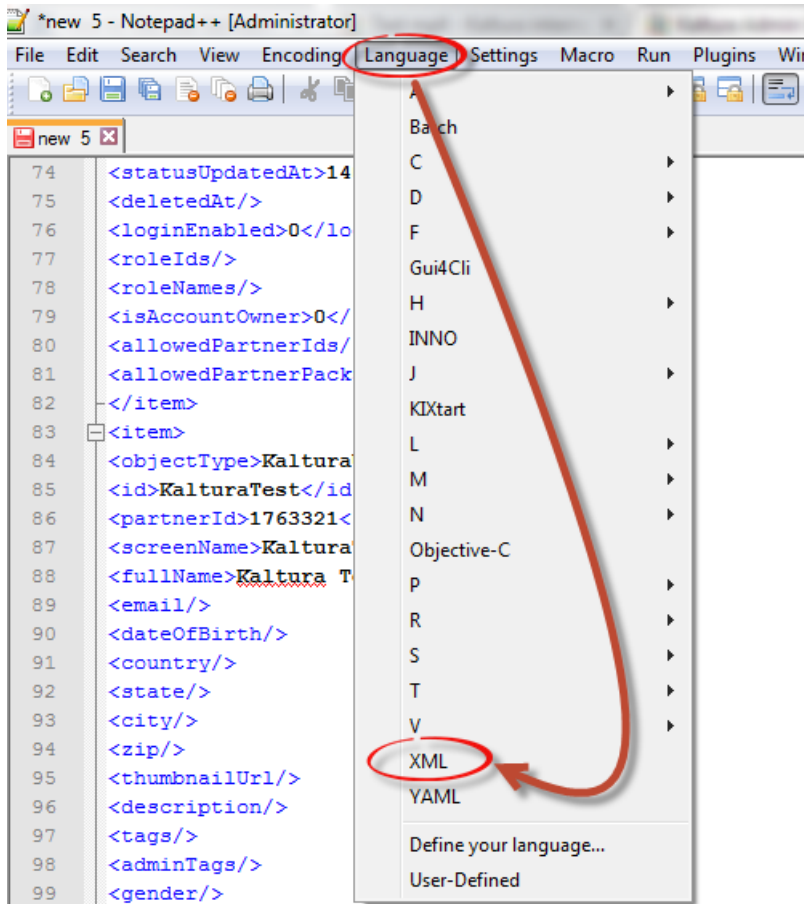 *new 5 - Notepad++ [Administrator]
File Edit Search View Encoding Language Settings Macro Run Plugins
new 5
74 <statusUpdatedAt>14
75 <deletedAt/>
76 <loginEnabled>0</lo
77 <roleIds/>
78 <roleNames/>
79 <isAccountOwner>0</
80 <allowedPartnerIds/
81 <allowedPartnerPack
82 </item>
83 <item>
84 <objectType>Kaltura
85 <id>KalturaTest</id
86 <partnerId>1763321<
87 <screenName>Kaltura
88 <fullName>Kaltura T
89 <email/>
90 <dateOfBirth/>
91 <country/>
92 <state/>
93 <city/>
94 <zip/>
95 <thumbnailUrl/>
96 <description/>
97 <tags/>
98 <adminTags/>
99 <gender/>
A
Batch
C
D
F
Gui4Cli
H
INNO
J
KIXtart
L
M
N
Objective-C
P
R
S
T
V
XML
YAML
Define your language...
User-Defined